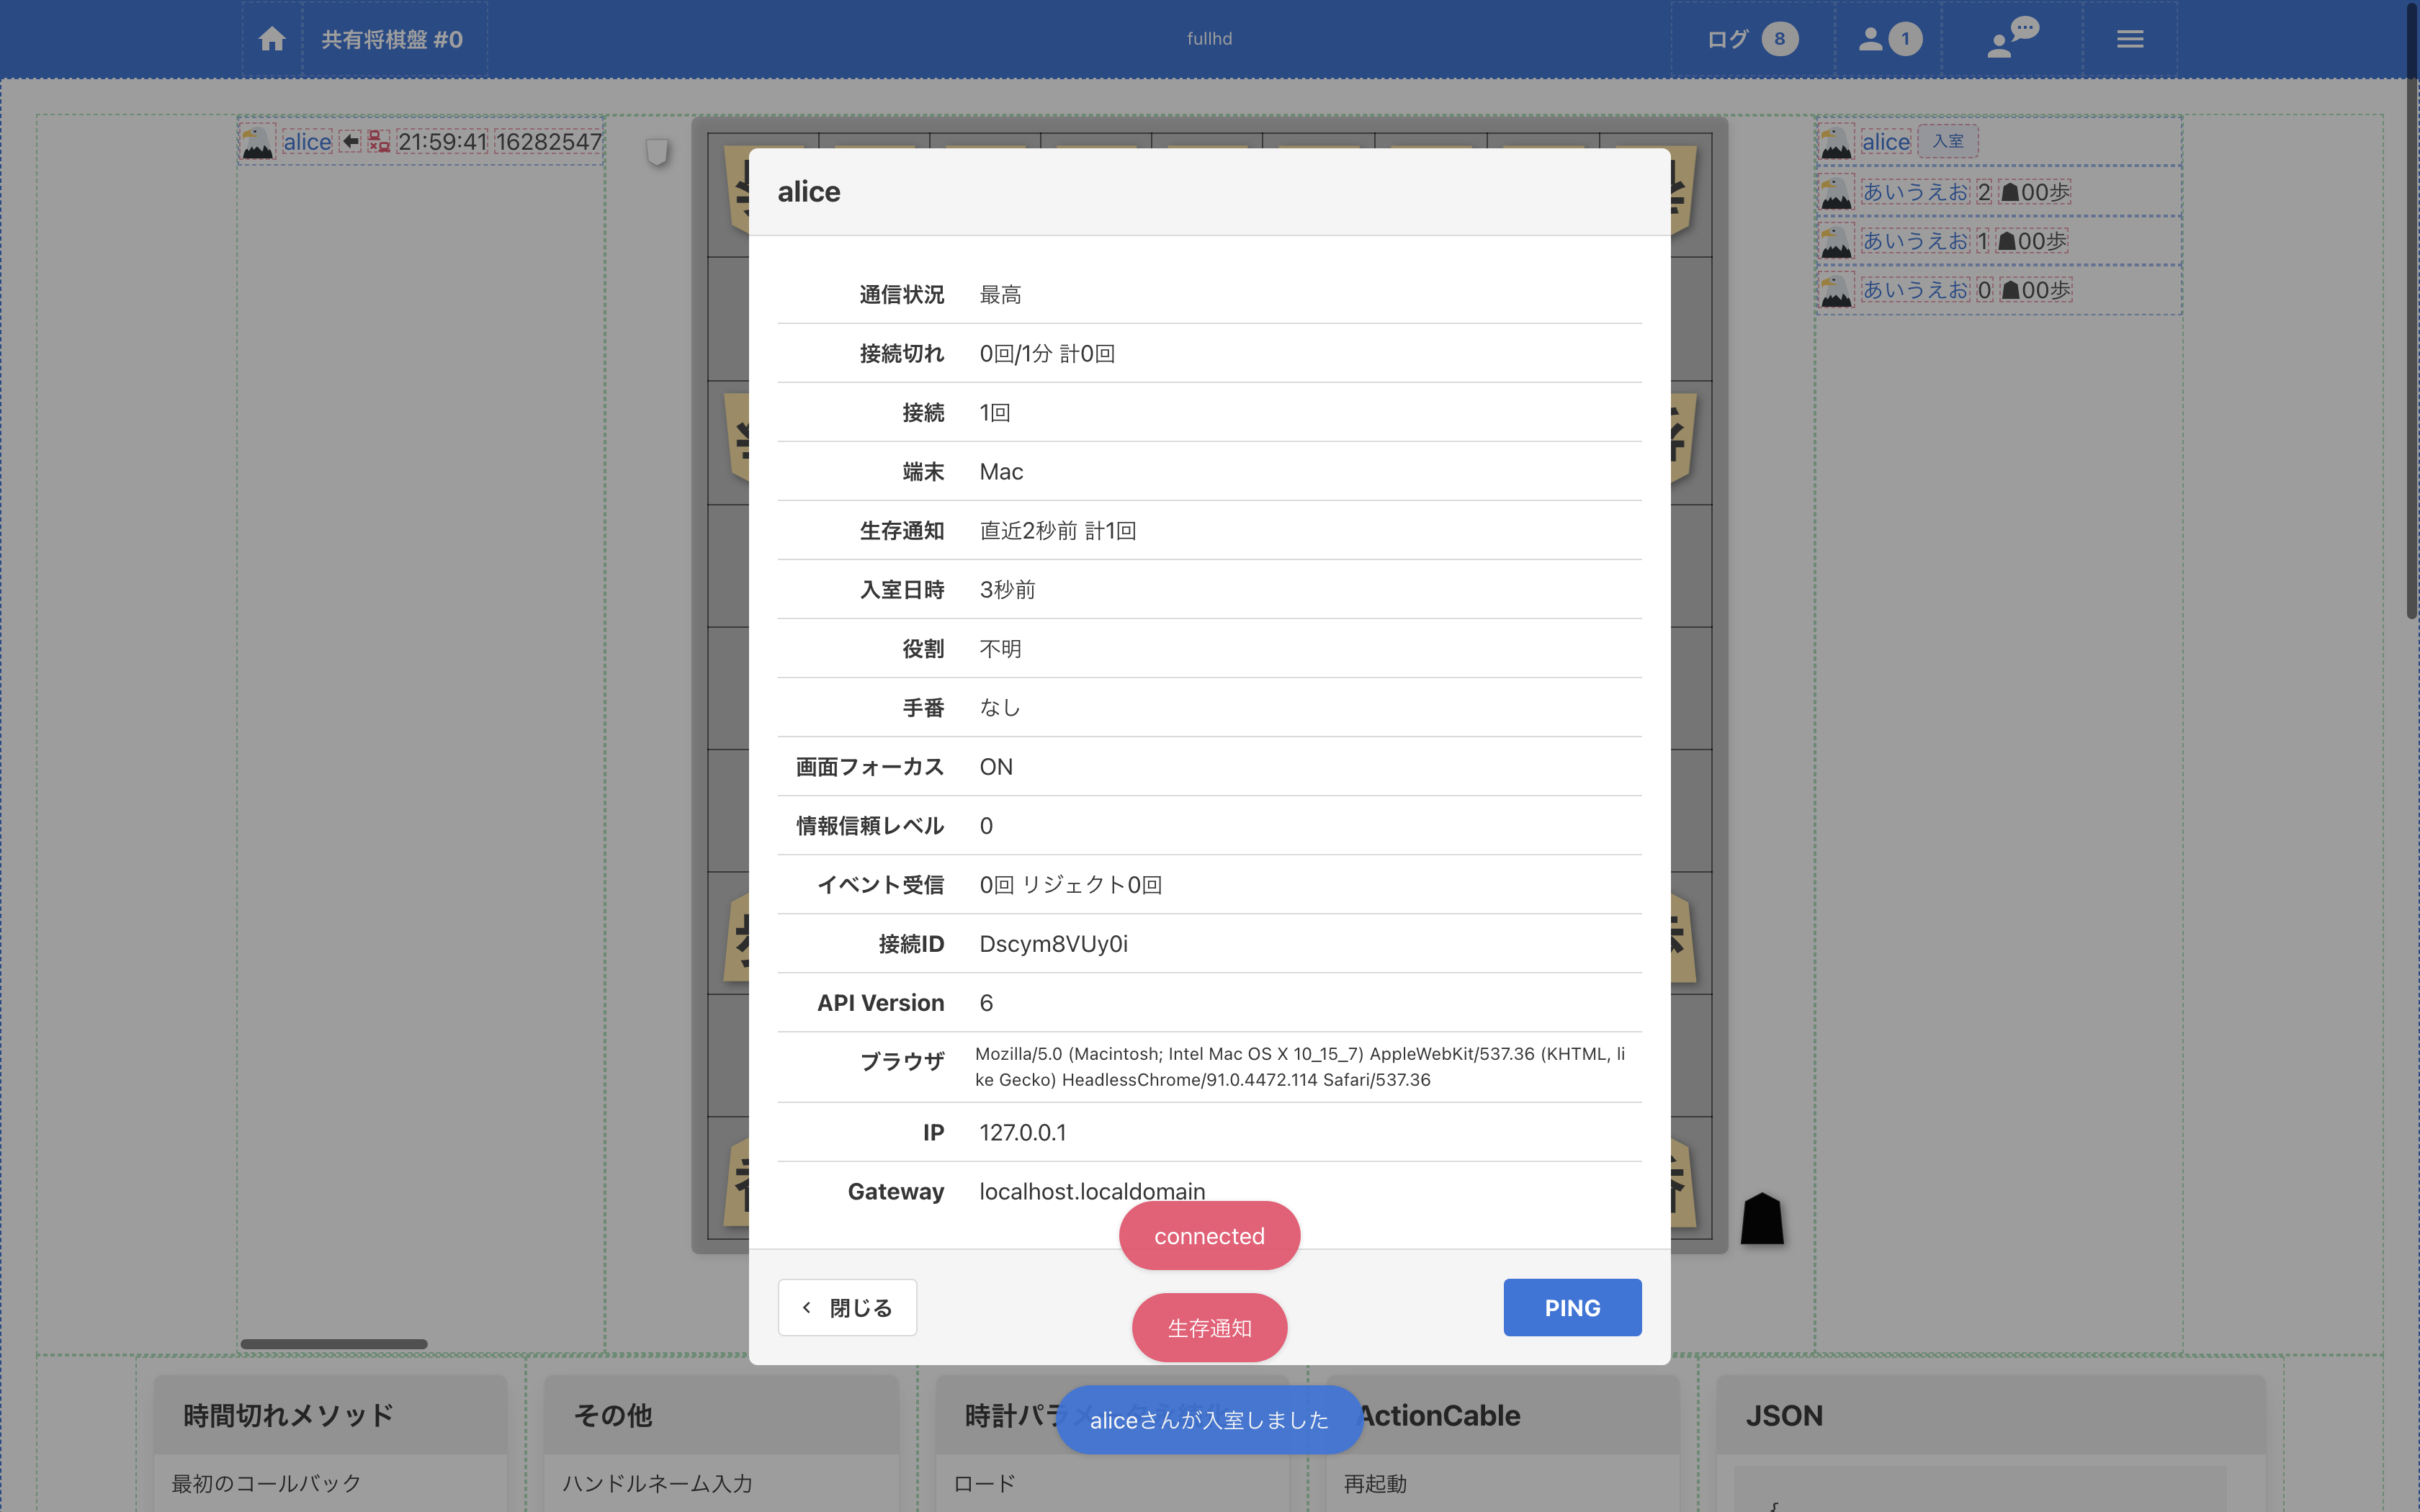 共有将棋盤 #0
fullhd
ログ 8
1
alice 21:59:41 16282547
alice 入室
あいうえお 2 ☗00歩
あいうえお 1 ☗00歩
あいうえお 0 ☗00歩
alice
通信状況 最高
接続切れ 0回/1分 計0回
接続 1回
端末 Mac
生存通知 直近2秒前 計1回
入室日時 3秒前
役割 不明
手番 なし
画面フォーカス ON
情報信頼レベル 0
イベント受信 0回 リジェクト0回
接続ID Dscym8VUy0i
API Version 6
ブラウザ Mozilla/5.0 (Macintosh; Intel Mac OS X 10_15_7) AppleWebKit/537.36 (KHTML, li
ke Gecko) HeadlessChrome/91.0.4472.114 Safari/537.36
IP 127.0.0.1
Gateway localhost.localdomain
connected
閉じる
PING
生存通知
aliceさんが入室しました
時間切れメソッド
その他
時計パラ
ActionCable
JSON
最初のコールバック
ハンドルネーム入力
ロード
再起動
{